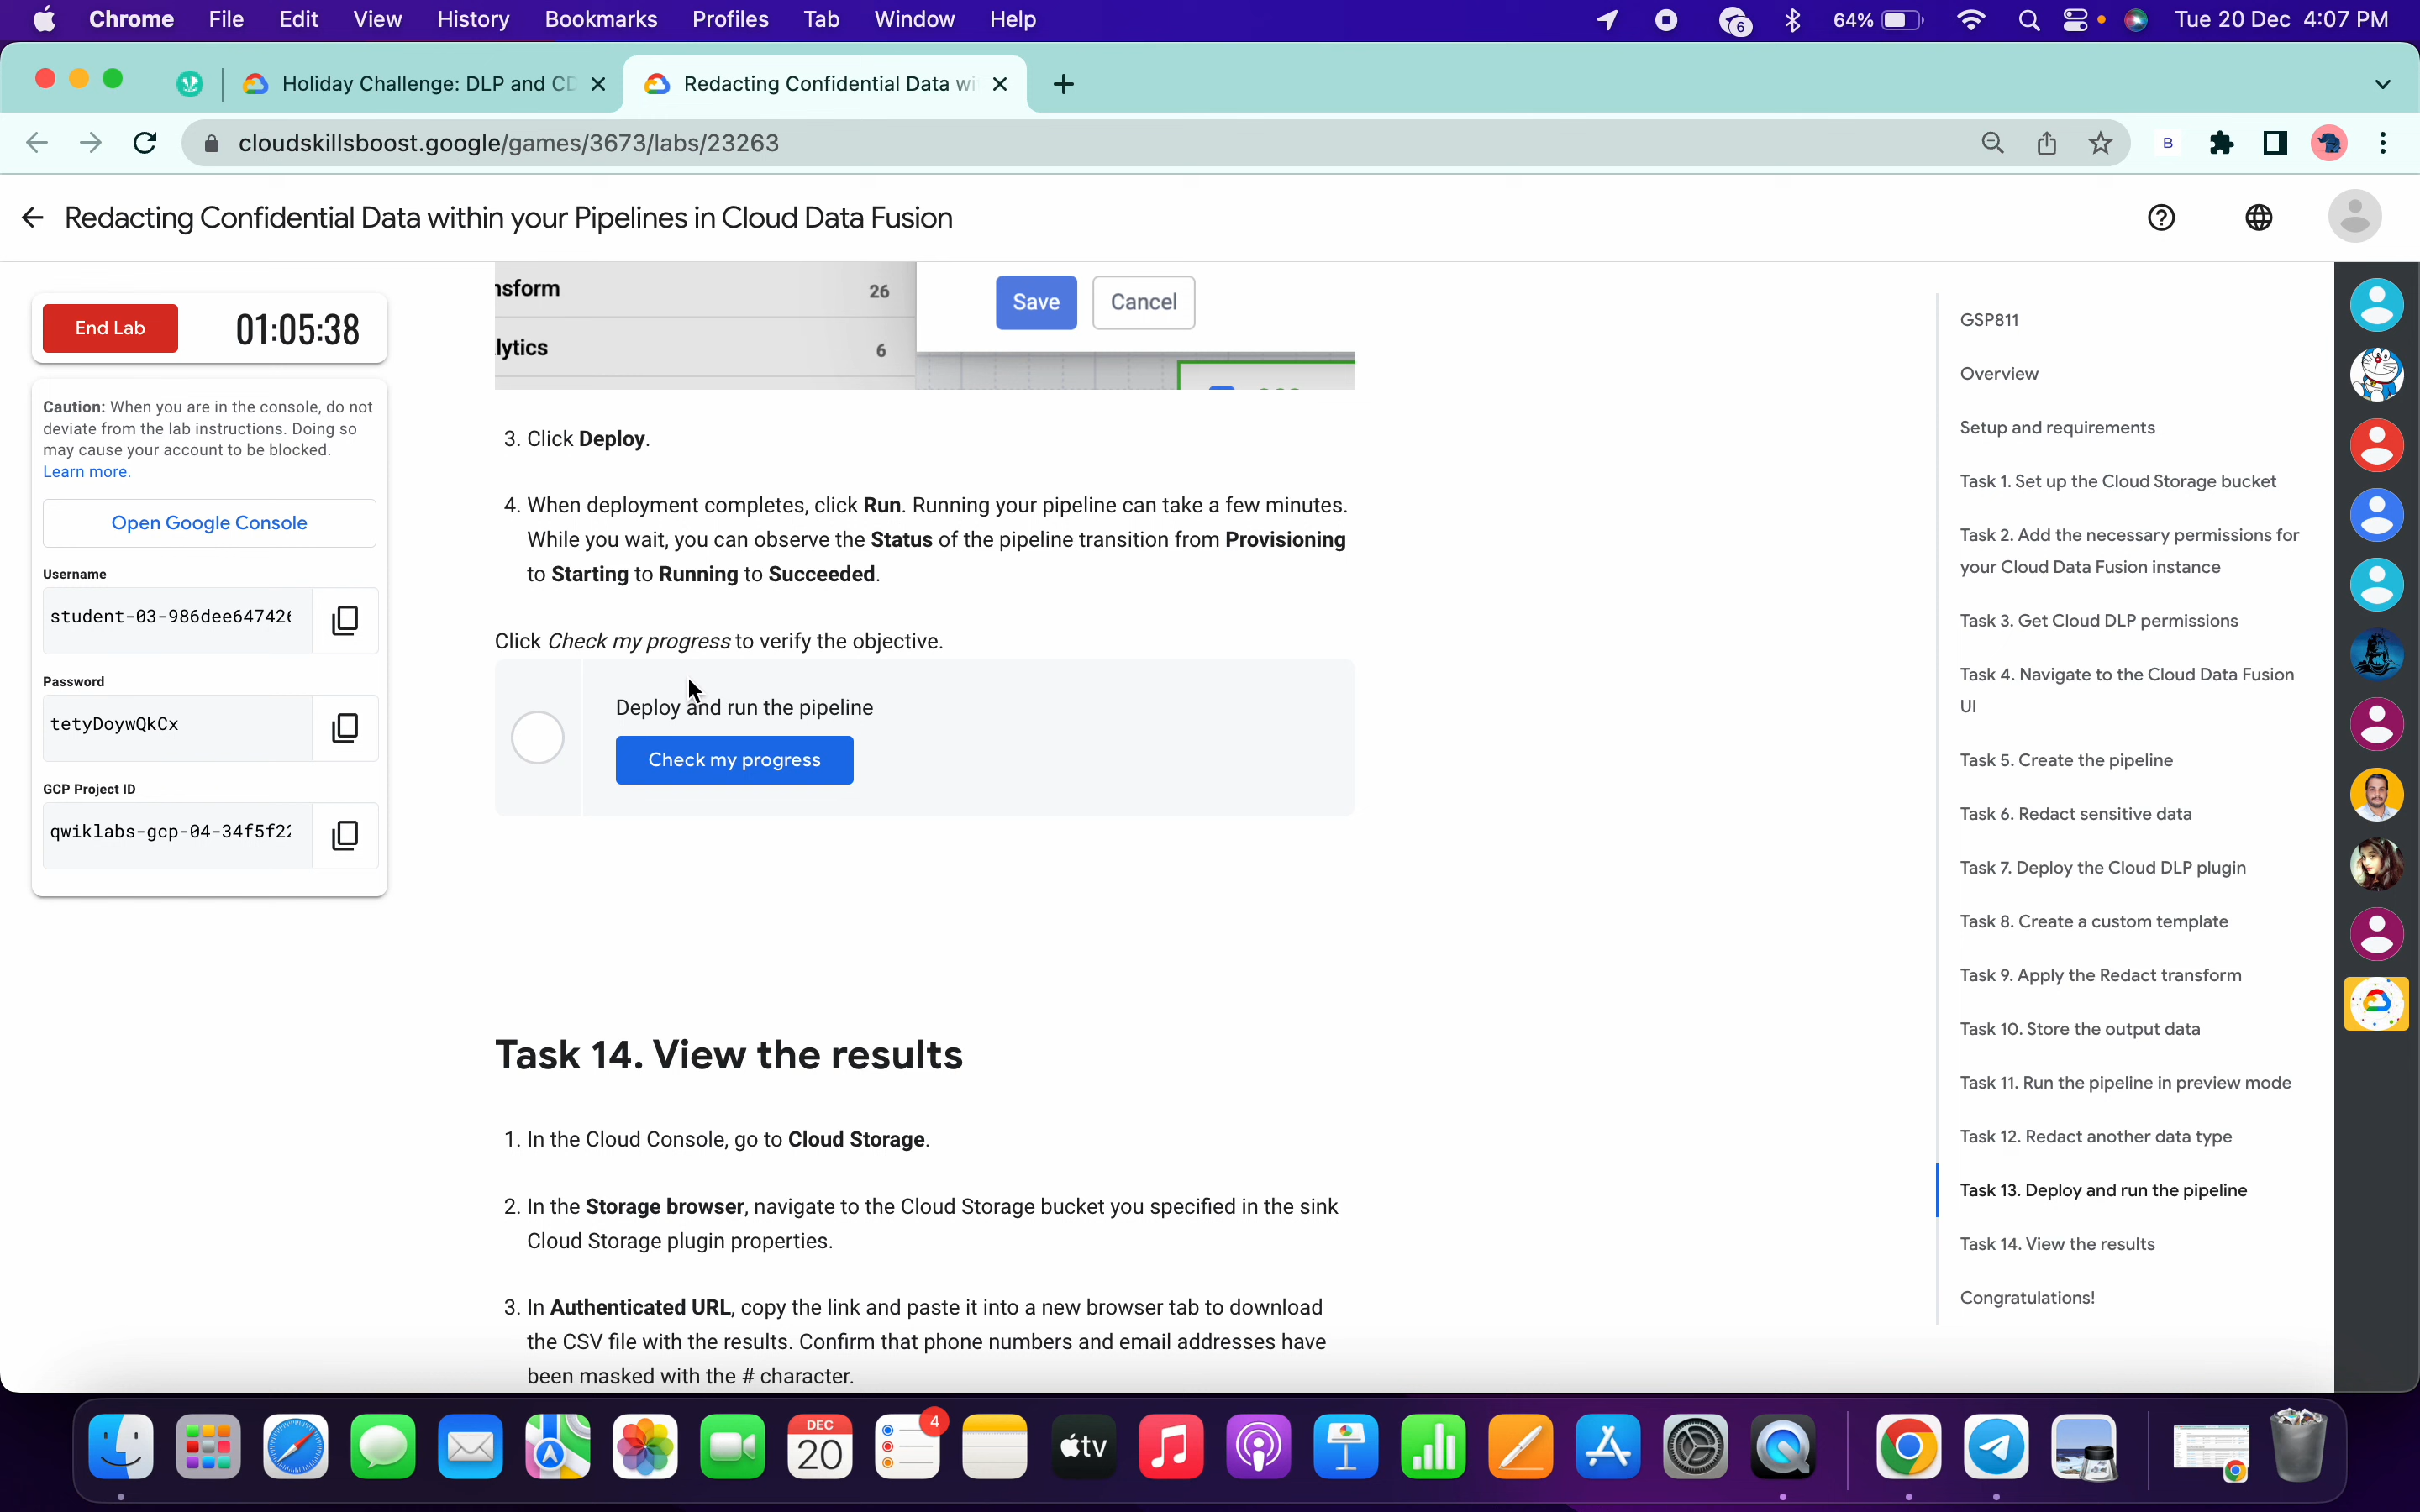 Chrome File Edit View History Bookmarks Profiles Tab Window Help 6 64% Tue 20 Dec 4:07 PM
Holiday Challenge: DLP and CD
Redacting Confidential Data wi
cloudskillsboost.google/games/3673/labs/23263
B
Redacting Confidential Data within your Pipelines in Cloud Data Fusion
End Lab
01:05:38
Caution: When you are in the console, do not
deviate from the lab instructions. Doing so
may cause your account to be blocked.
Learn more.
Open Google Console
Username
student-03-986dee647426
Password
tetyDoywQkCx
GCP Project ID
qwiklabs-gcp-04-34f5f22
nsform 26
lytics 6
Save Cancel
3. Click Deploy.
4. When deployment completes, click Run. Running your pipeline can take a few minutes.
While you wait, you can observe the Status of the pipeline transition from Provisioning
to Starting to Running to Succeeded.
Click Check my progress to verify the objective.
Deploy and run the pipeline
Check my progress
Task 14. View the results
1. In the Cloud Console, go to Cloud Storage.
2. In the Storage browser, navigate to the Cloud Storage bucket you specified in the sink
Cloud Storage plugin properties.
3. In Authenticated URL, copy the link and paste it into a new browser tab to download
the CSV file with the results. Confirm that phone numbers and email addresses have
been masked with the # character.
GSP811
Overview
Setup and requirements
Task 1. Set up the Cloud Storage bucket
Task 2. Add the necessary permissions for
your Cloud Data Fusion instance
Task 3. Get Cloud DLP permissions
Task 4. Navigate to the Cloud Data Fusion
UI
Task 5. Create the pipeline
Task 6. Redact sensitive data
Task 7. Deploy the Cloud DLP plugin
Task 8. Create a custom template
Task 9. Apply the Redact transform
Task 10. Store the output data
Task 11. Run the pipeline in preview mode
Task 12. Redact another data type
Task 13. Deploy and run the pipeline
Task 14. View the results
Congratulations!
DEC
20
4
tv